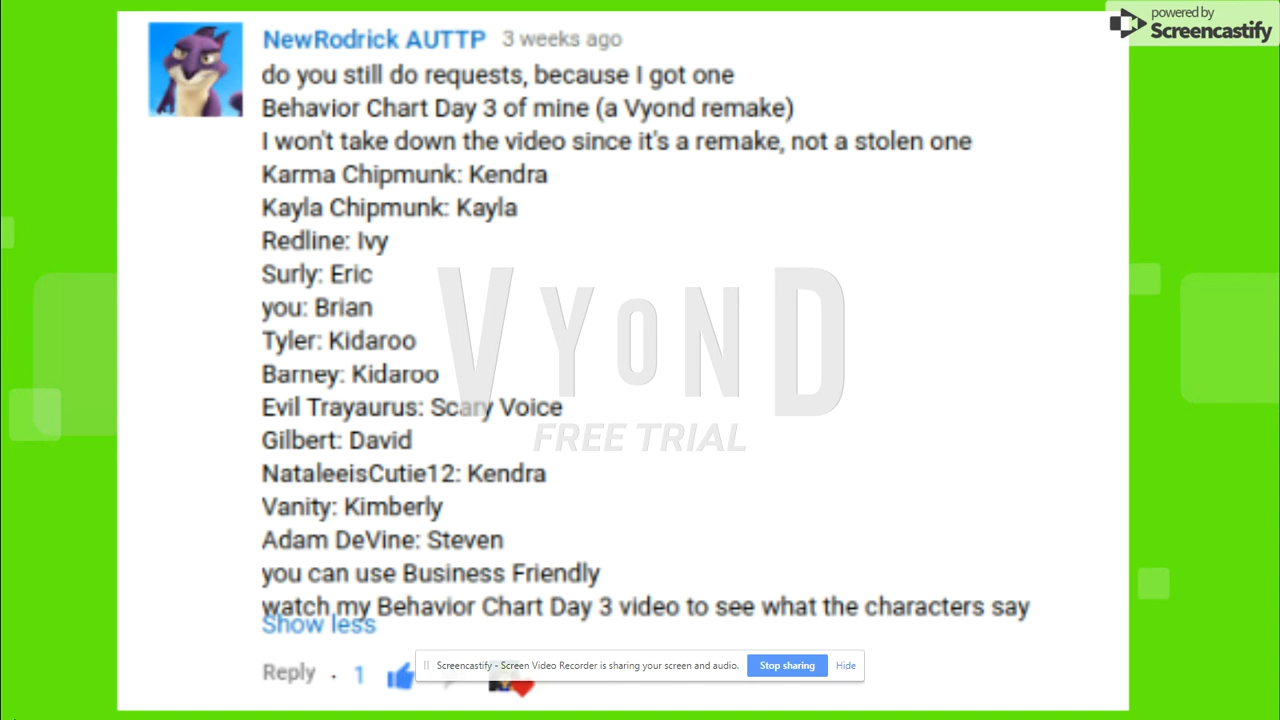 powered by
Screencastify
NewRodrick AUTTP 3 weeks ago
do you still do requests, because I got one
Behavior Chart Day 3 of mine (a Vyond remake)
I won't take down the video since it's a remake, not a stolen one
Karma Chipmunk: Kendra
Kayla Chipmunk: Kayla
Redline: Ivy
Surly: Eric
you: Brian
Tyler: Kidaroo
Barney: Kidaroo
Evil Trayaurus: Scary Voice
Gilbert: David
NataleeisCutie12: Kendra
Vanity: Kimberly
Adam DeVine: Steven
you can use Business Friendly
watch my Behavior Chart Day 3 video to see what the characters say
Show less
VYOND
FREE TRIAL
Screencastify - Screen Video Recorder is sharing your screen and audio. Stop sharing Hide
Reply · 1